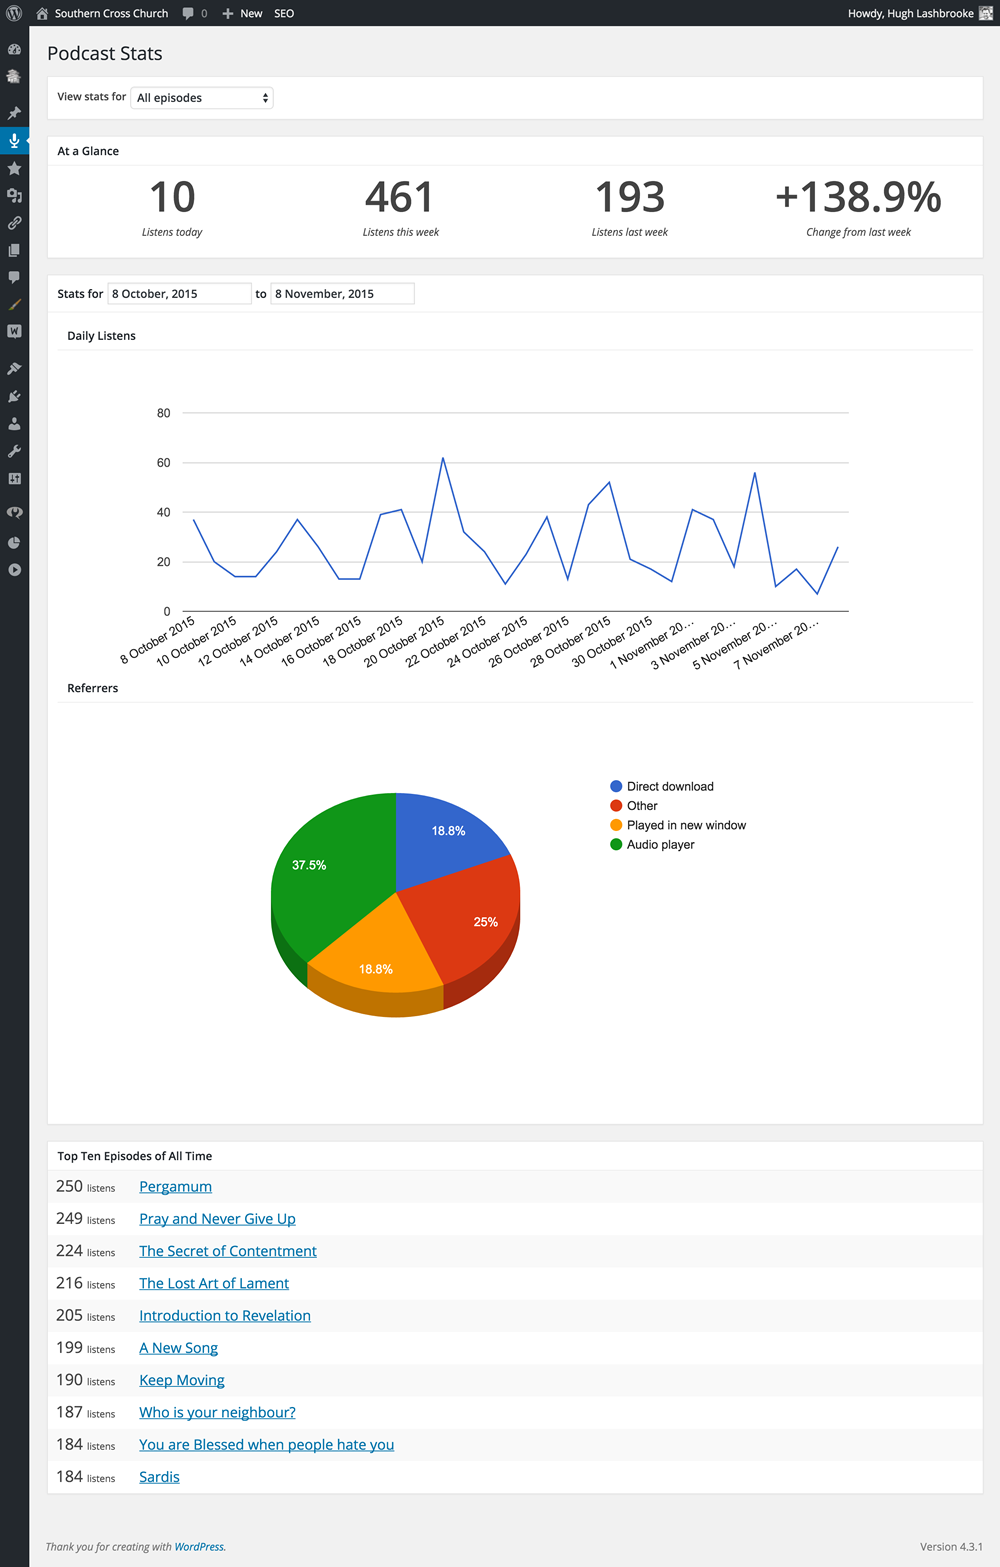 Southern Cross Church 0 New SEO Howdy, Hugh Lashbrooke
Podcast Stats
View stats for All episodes
At a Glance
10 461 193 +138.9%
Listens today Listens this week Listens last week Change from last week
Stats for 8 October, 2015 to 8 November, 2015
Daily Listens
80
60
40
20
0
8 October 2015 10 October 2015 12 October 2015 14 October 2015 16 October 2015 18 October 2015 20 October 2015 22 October 2015 24 October 2015 26 October 2015 28 October 2015 30 October 2015 1 November 20... 3 November 20... 5 November 20... 7 November 20...
Referrers
Direct download
Other
Played in new window
Audio player
18.8%
37.5%
25%
18.8%
Top Ten Episodes of All Time
250 listens Pergamum
249 listens Pray and Never Give Up
224 listens The Secret of Contentment
216 listens The Lost Art of Lament
205 listens Introduction to Revelation
199 listens A New Song
190 listens Keep Moving
187 listens Who is your neighbour?
184 listens You are Blessed when people hate you
184 listens Sardis
Thank you for creating with WordPress. Version 4.3.1